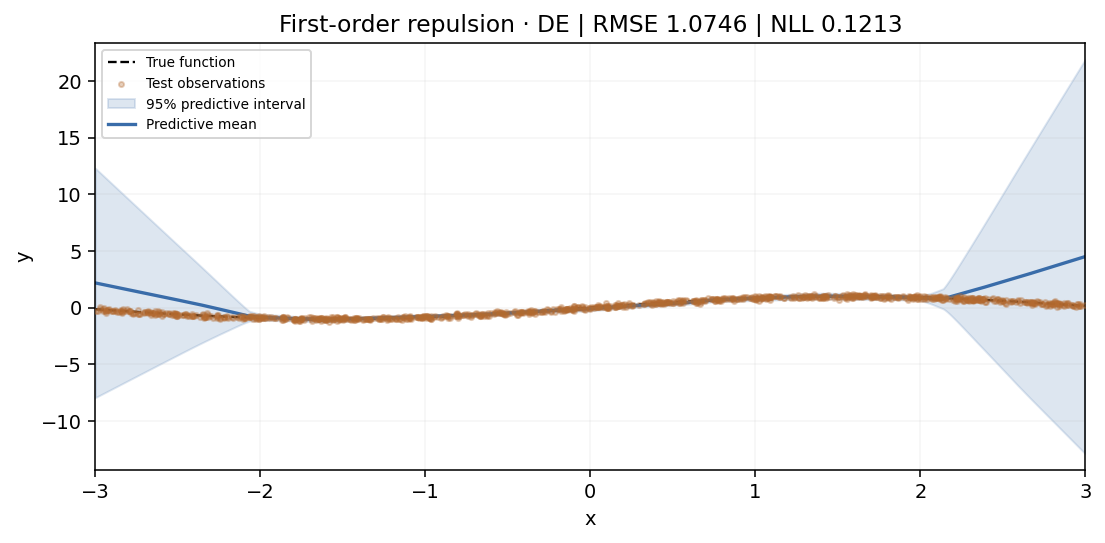 First-order repulsion · DE | RMSE 1.0746 | NLL 0.1213
True function
Test observations
95% predictive interval
Predictive mean
20
15
10
5
0
−5
−10
y
−3
−2
−1
0
1
2
3
x